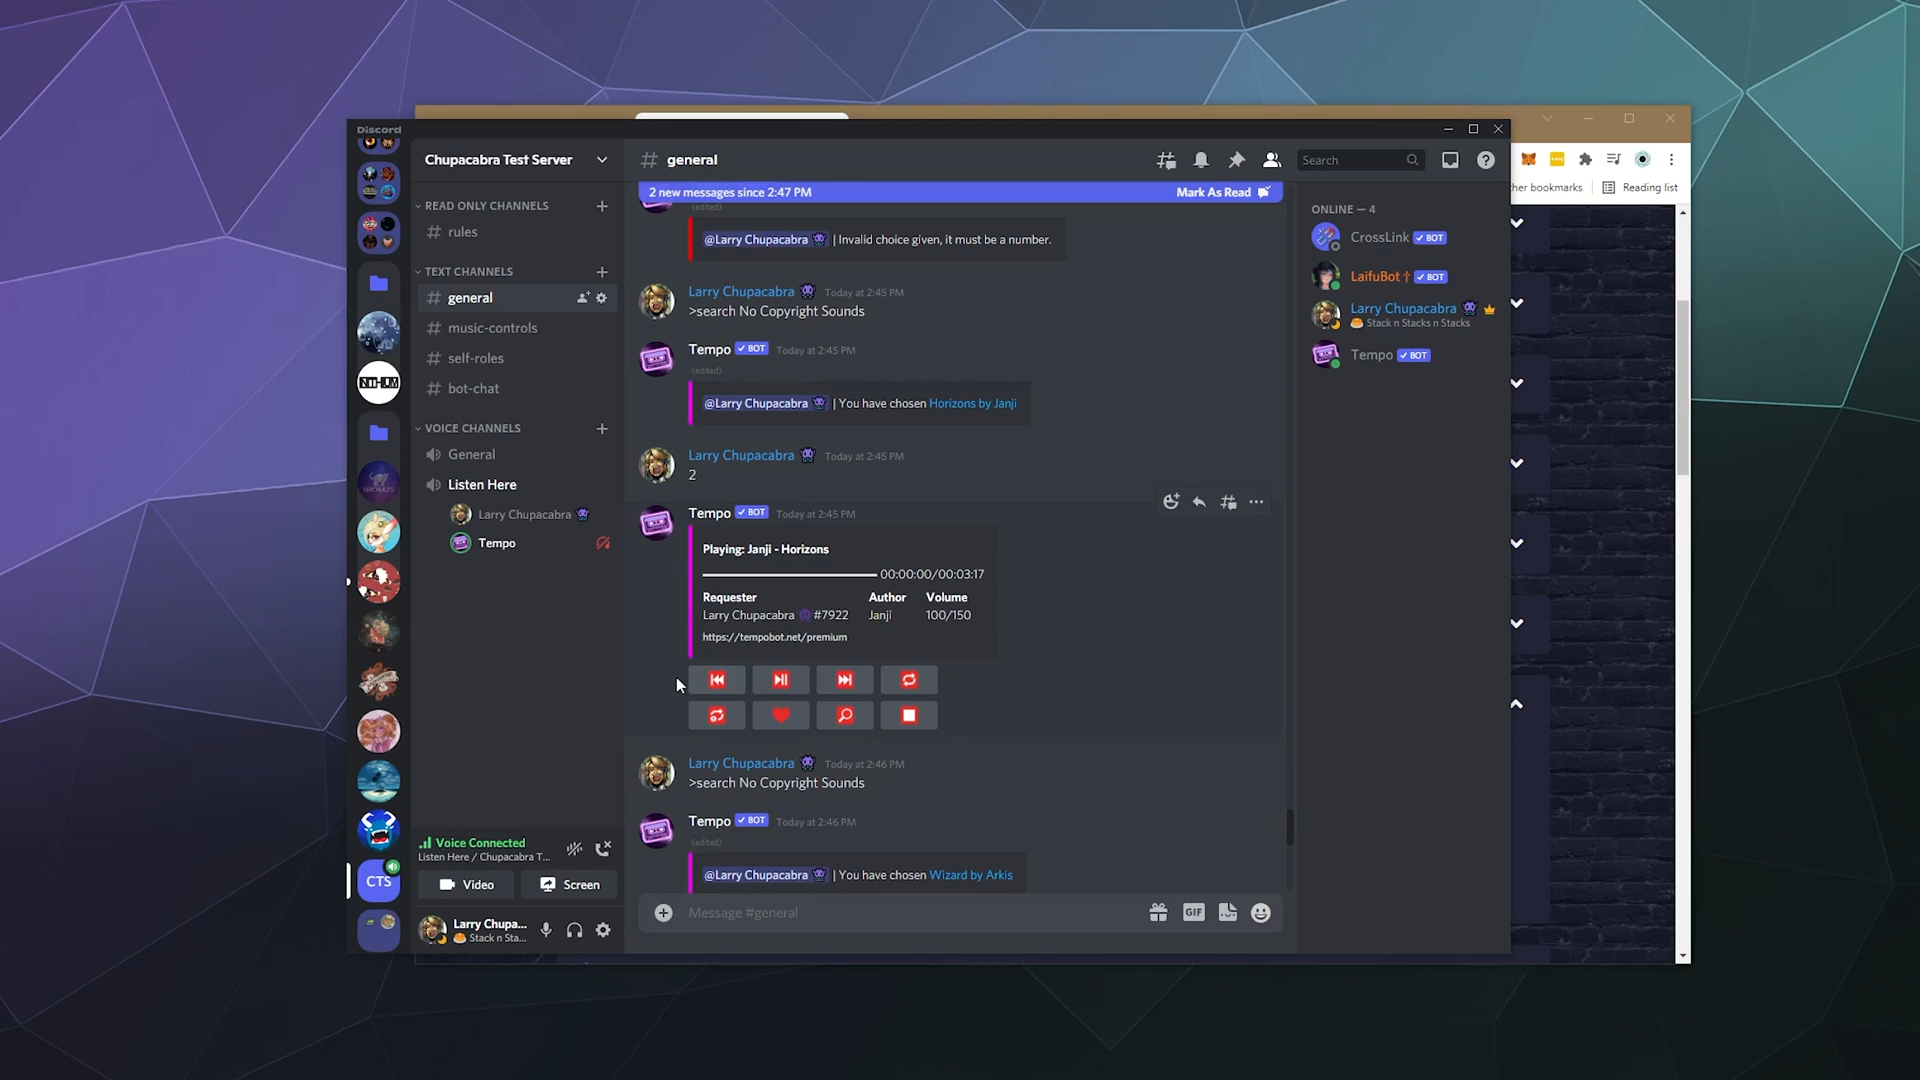 Discord
Chupacabra Test Server
general
Search
2 new messages since 2:47 PM
Mark As Read
READ ONLY CHANNELS
rules
TEXT CHANNELS
general
music-controls
self-roles
bot-chat
VOICE CHANNELS
General
Listen Here
Larry Chupacabra
Tempo
Voice Connected
Listen Here / Chupacabra T...
Video
Screen
Larry Chupa...
Stack n Sta...
CTS
(edited)
@Larry Chupacabra | Invalid choice given, it must be a number.
Larry Chupacabra Today at 2:45 PM
>search No Copyright Sounds
Tempo BOT Today at 2:45 PM
(edited)
@Larry Chupacabra | You have chosen Horizons by Janji
Larry Chupacabra Today at 2:45 PM
2
Tempo BOT Today at 2:45 PM
Playing: Janji - Horizons
00:00:00/00:03:17
Requester Author Volume
Larry Chupacabra #7922 Janji 100/150
https://tempobot.net/premium
Larry Chupacabra Today at 2:46 PM
>search No Copyright Sounds
Tempo BOT Today at 2:46 PM
(edited)
@Larry Chupacabra | You have chosen Wizard by Arkis
Message #general
GIF
ONLINE — 4
CrossLink BOT
LaifuBot † BOT
Larry Chupacabra
Stack n Stacks n Stacks
Tempo BOT
her bookmarks
Reading list